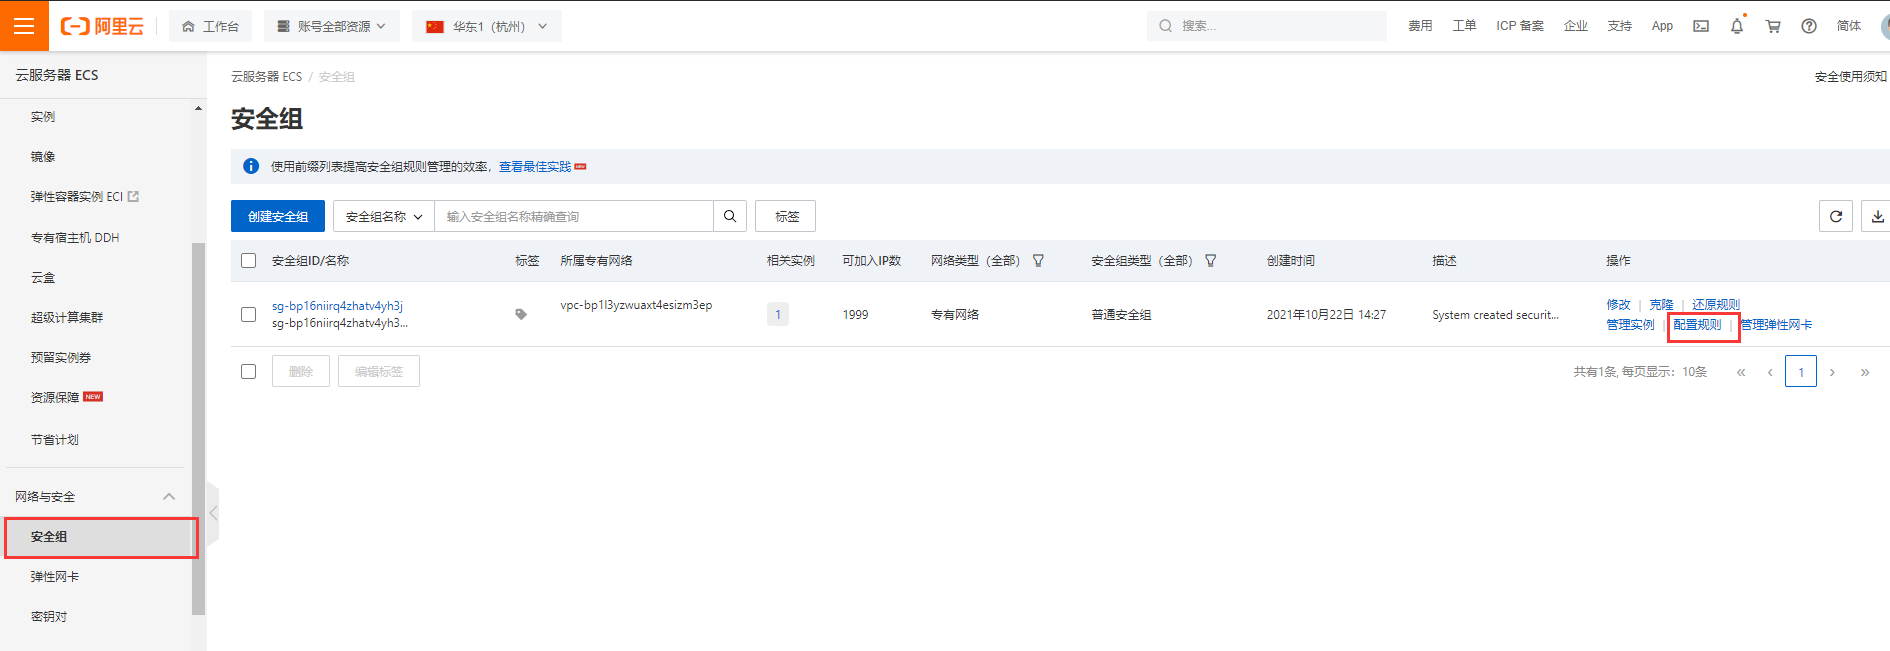 阿里云 工作台 账号全部资源 华东1（杭州） 搜索... 费用 工单 ICP 备案 企业 支持 App 简体
云服务器 ECS
实例
镜像
弹性容器实例 ECI
专有宿主机 DDH
云盒
超级计算集群
预留实例券
资源保障 NEW
节省计划
网络与安全
安全组
弹性网卡
密钥对
云服务器 ECS / 安全组 安全使用须知
安全组
使用前缀列表提高安全组规则管理的效率，查看最佳实践 NEW
创建安全组 安全组名称 输入安全组名称精确查询 标签
安全组ID/名称 标签 所属专有网络 相关实例 可加入IP数 网络类型（全部） 安全组类型（全部） 创建时间 描述 操作
sg-bp16niirq4zhatv4yh3j vpc-bp1l3yzwuaxt4esizm3ep 1 1999 专有网络 普通安全组 2021年10月22日 14:27 System created securit... 修改 | 克隆 | 还原规则
sg-bp16niirq4zhatv4yh3... 管理实例 | 配置规则 | 管理弹性网卡
删除 编辑标签 共有1条, 每页显示：10条 « ‹ 1 › »